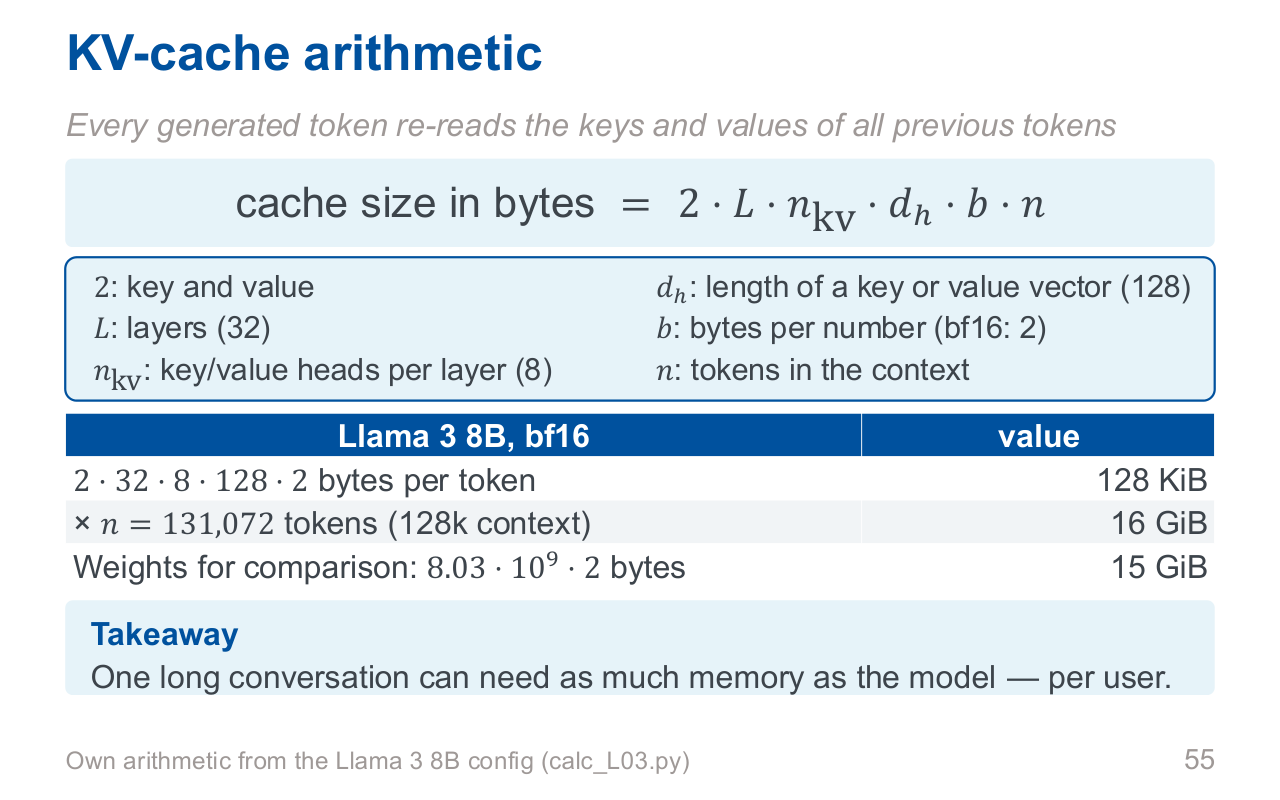 KV-cache arithmetic
Every generated token re-reads the keys and values of all previous tokens
cache size in bytes = 2 · L · n_kv · d_h · b · n
2: key and value
L: layers (32)
n_kv: key/value heads per layer (8)
d_h: length of a key or value vector (128)
b: bytes per number (bf16: 2)
n: tokens in the context
Llama 3 8B, bf16 value
2 · 32 · 8 · 128 · 2 bytes per token 128 KiB
× n = 131,072 tokens (128k context) 16 GiB
Weights for comparison: 8.03 · 10⁹ · 2 bytes 15 GiB
Takeaway
One long conversation can need as much memory as the model — per user.
Own arithmetic from the Llama 3 8B config (calc_L03.py) 55